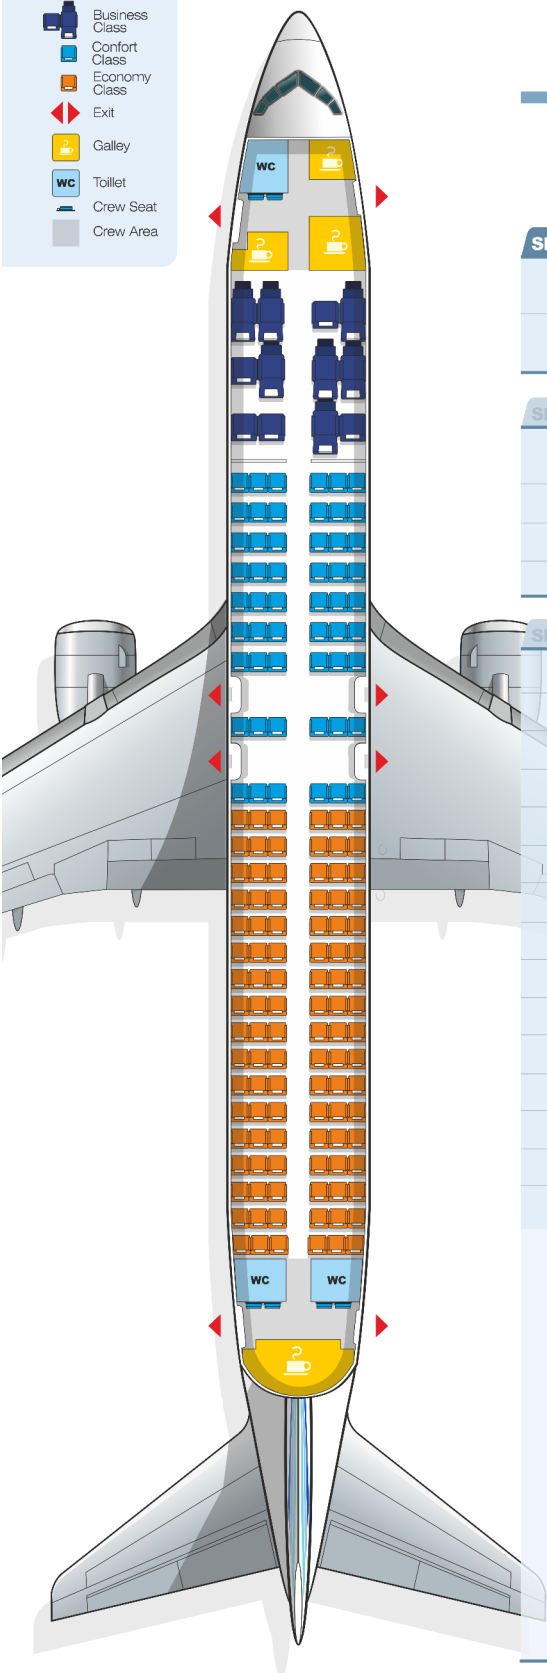 Business
Class
Confort
Class
Economy
Class
Exit
Galley
WC
Toillet
Crew Seat
Crew Area
WC
WC
WC